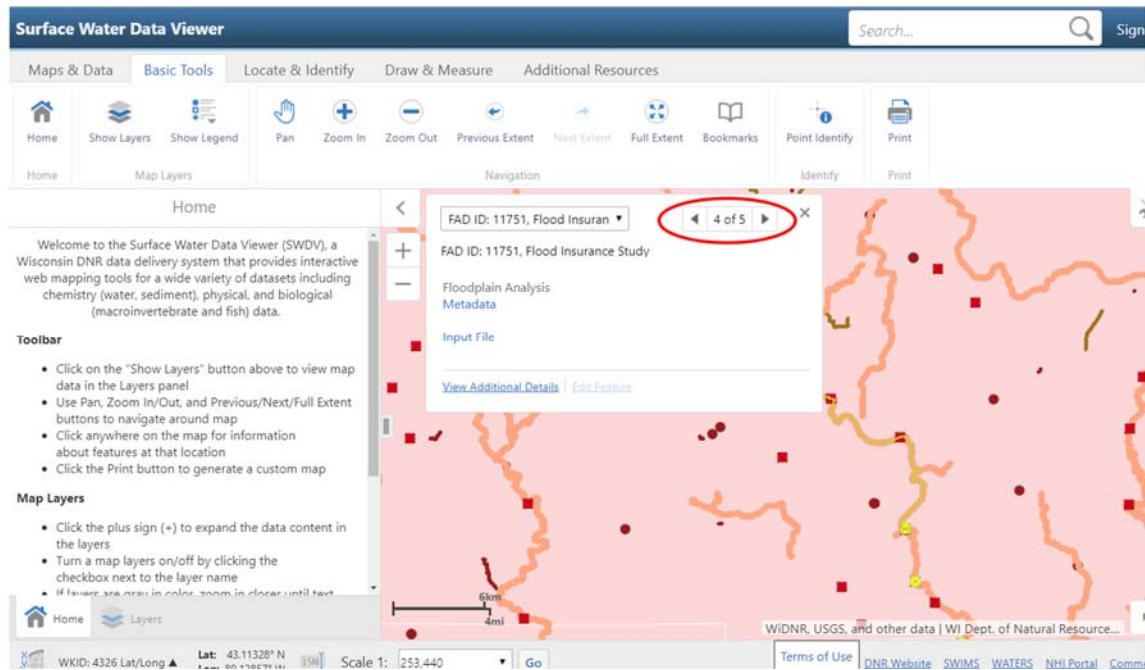 Surface Water Data Viewer
Search...
Sign
Maps & Data Basic Tools Locate & Identify Draw & Measure Additional Resources
Home Show Layers Show Legend Pan Zoom In Zoom Out Previous Extent Next Extent Full Extent Bookmarks Point Identify Print
Home Map Layers Navigation Identify Print
Home
Welcome to the Surface Water Data Viewer (SWDV), a
Wisconsin DNR data delivery system that provides interactive
web mapping tools for a wide variety of datasets including
chemistry (water, sediment), physical, and biological
(macroinvertebrate and fish) data.
Toolbar
• Click on the "Show Layers" button above to view map
data in the Layers panel
• Use Pan, Zoom In/Out, and Previous/Next/Full Extent
buttons to navigate around map
• Click anywhere on the map for information
about features at that location
• Click the Print button to generate a custom map
Map Layers
• Click the plus sign (+) to expand the data content in
the layers
• Turn a map layers on/off by clicking the
checkbox next to the layer name
• If layers are gray in color, zoom in closer until text
Home Layers
FAD ID: 11751, Flood Insuran
4 of 5
FAD ID: 11751, Flood Insurance Study
Floodplain Analysis
Metadata
Input File
View Additional Details Edit Feature
6km
4mi
WiDNR, USGS, and other data | WI Dept. of Natural Resource...
WKID: 4326 Lat/Long ▲
Lat: 43.11328° N
Scale 1: 253,440 Go
Terms of Use DNR Website SWIMS WATERS NHI Portal